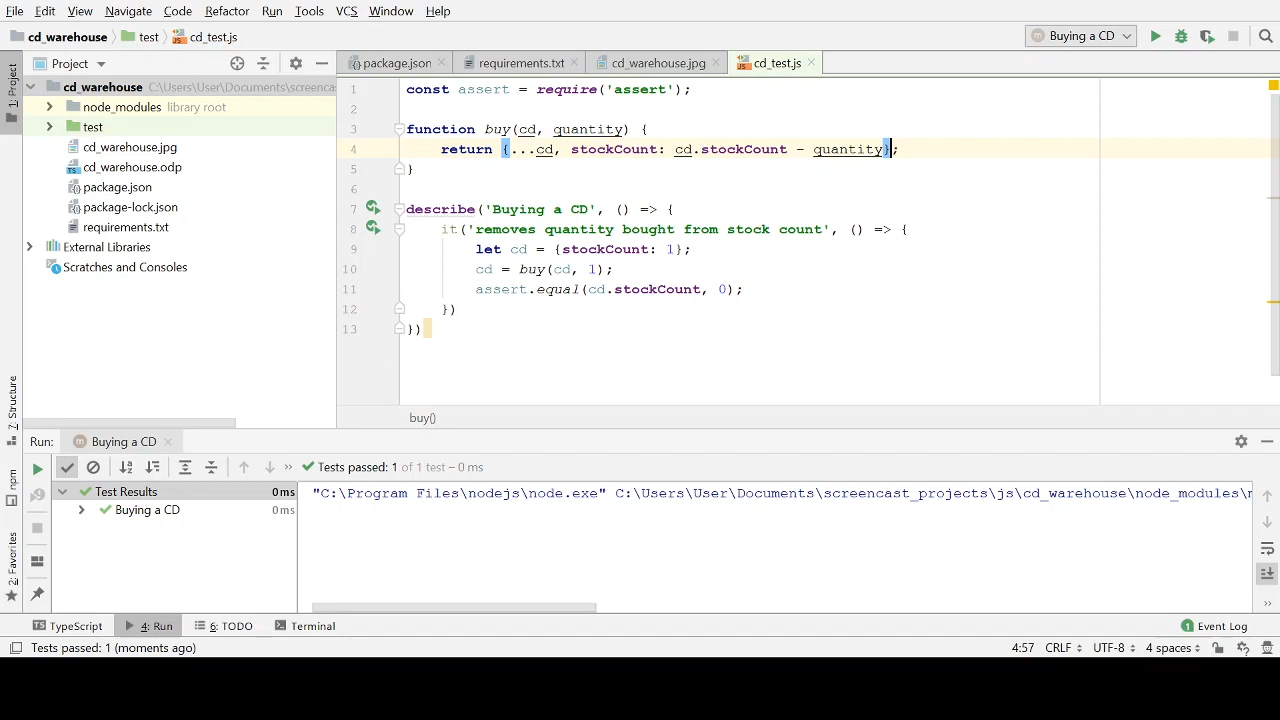 File Edit View Navigate Code Refactor Run Tools VCS Window Help
cd_warehouse test cd_test.js Buying a CD
1: Project
Project
package.json requirements.txt cd_warehouse.jpg cd_test.js
cd_warehouse C:\Users\User\Documents\screencas
node_modules library root
test
cd_warehouse.jpg
cd_warehouse.odp
package.json
package-lock.json
requirements.txt
External Libraries
Scratches and Consoles
1 const assert = require('assert');
2
3 function buy(cd, quantity) {
4 return {...cd, stockCount: cd.stockCount - quantity};
5 }
6
7 describe('Buying a CD', () => {
8 it('removes quantity bought from stock count', () => {
9 let cd = {stockCount: 1};
10 cd = buy(cd, 1);
11 assert.equal(cd.stockCount, 0);
12 })
13 })
buy()
Z: Structure
npm
2: Favorites
Run: Buying a CD
Tests passed: 1 of 1 test – 0 ms
Test Results 0 ms
Buying a CD 0 ms
"C:\Program Files\nodejs\node.exe" C:\Users\User\Documents\screencast_projects\js\cd_warehouse\node_modules\
TypeScript 4: Run 6: TODO Terminal 1 Event Log
Tests passed: 1 (moments ago) 4:57 CRLF UTF-8 4 spaces